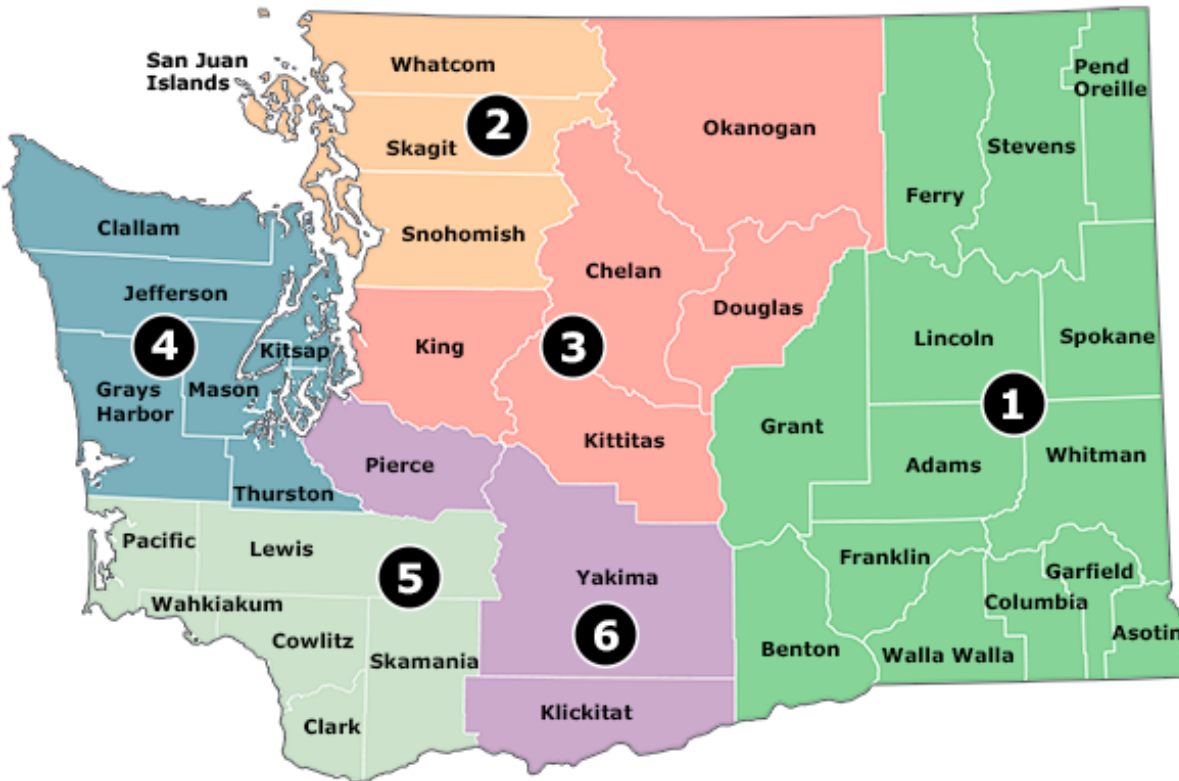 San Juan
Islands
Whatcom
Pend
Oreille
2
Okanogan
Skagit
Stevens
Ferry
Clallam
Snohomish
Chelan
Jefferson
Douglas
Lincoln
Spokane
4
King
3
Kitsap
Grays
Harbor
Mason
1
Grant
Kittitas
Whitman
Adams
Pierce
Thurston
Pacific
Lewis
Franklin
Garfield
5
Yakima
Wahkiakum
Columbia
Cowlitz
6
Asotin
Skamania
Benton
Walla Walla
Klickitat
Clark